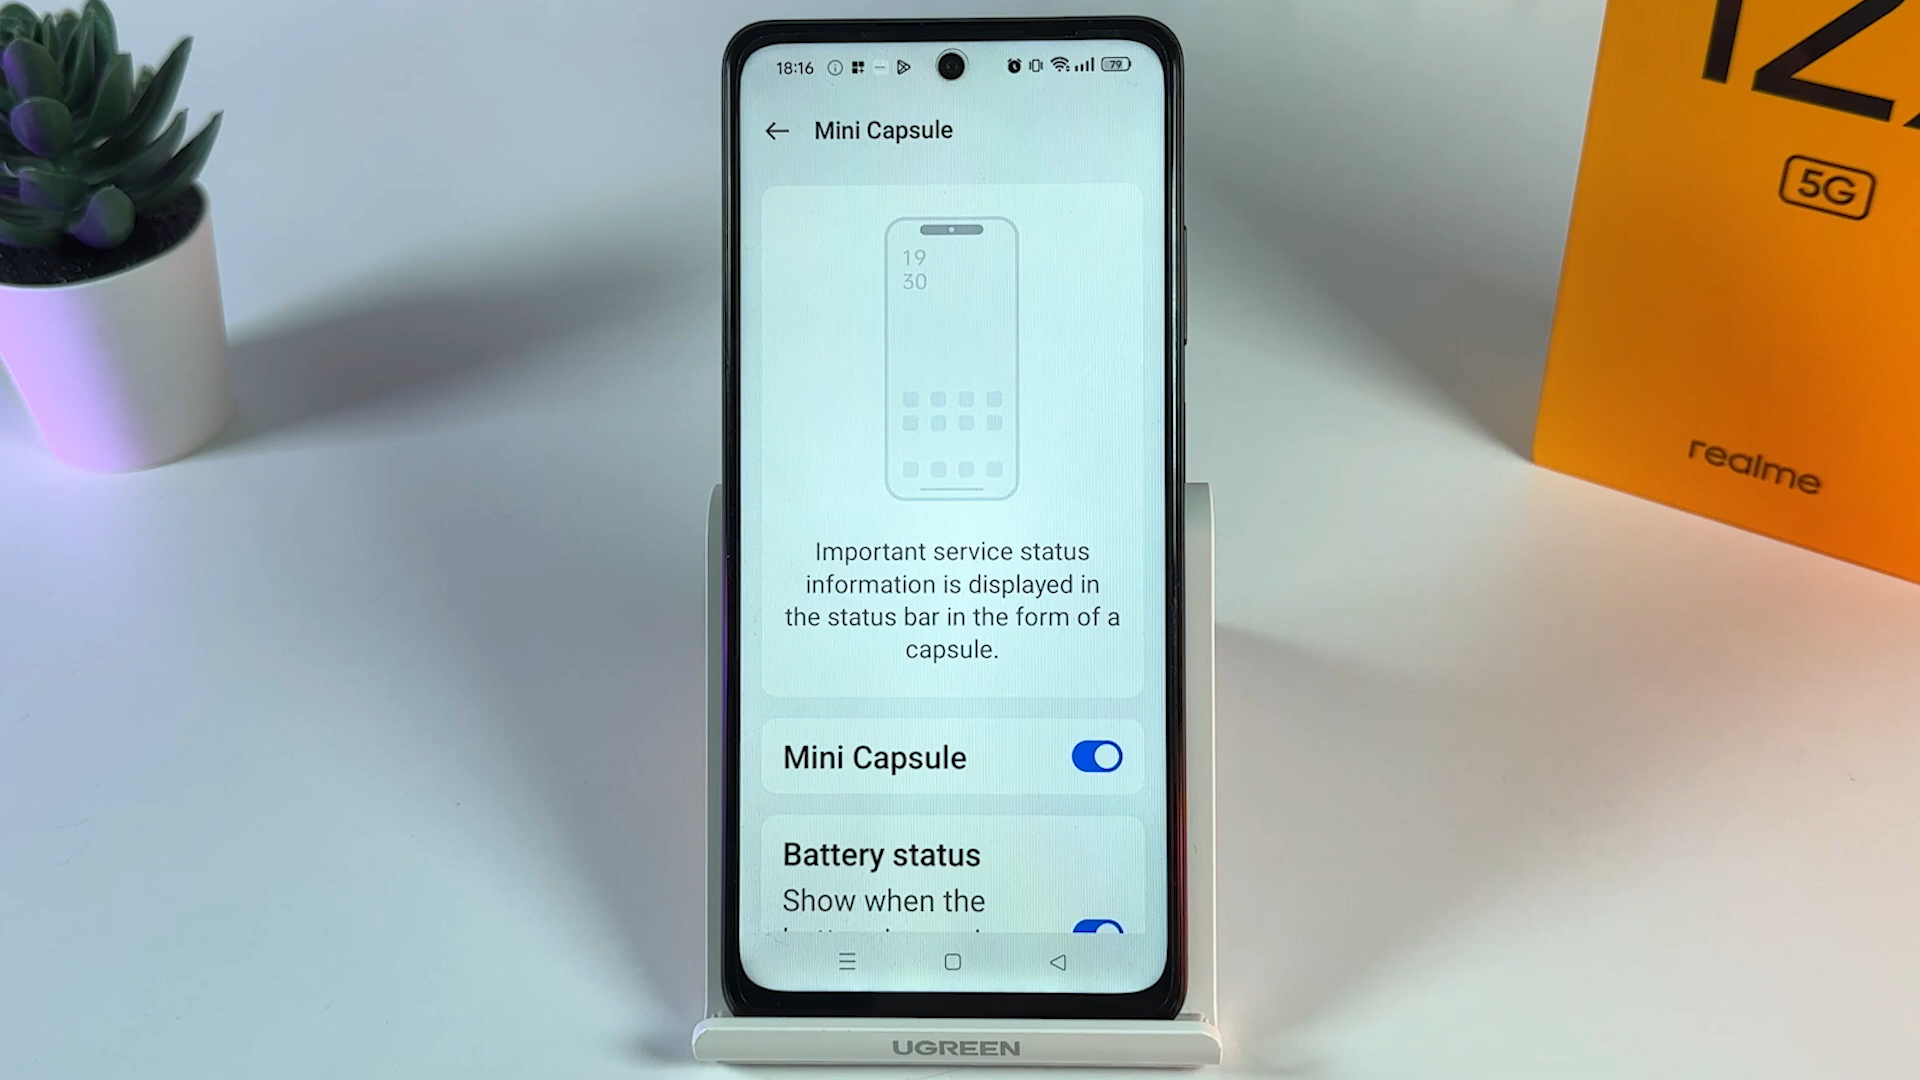 18:16
79
Mini Capsule
19
30
Important service status
information is displayed in
the status bar in the form of a
capsule.
Mini Capsule
Battery status
Show when the
UGREEN
5G
realme